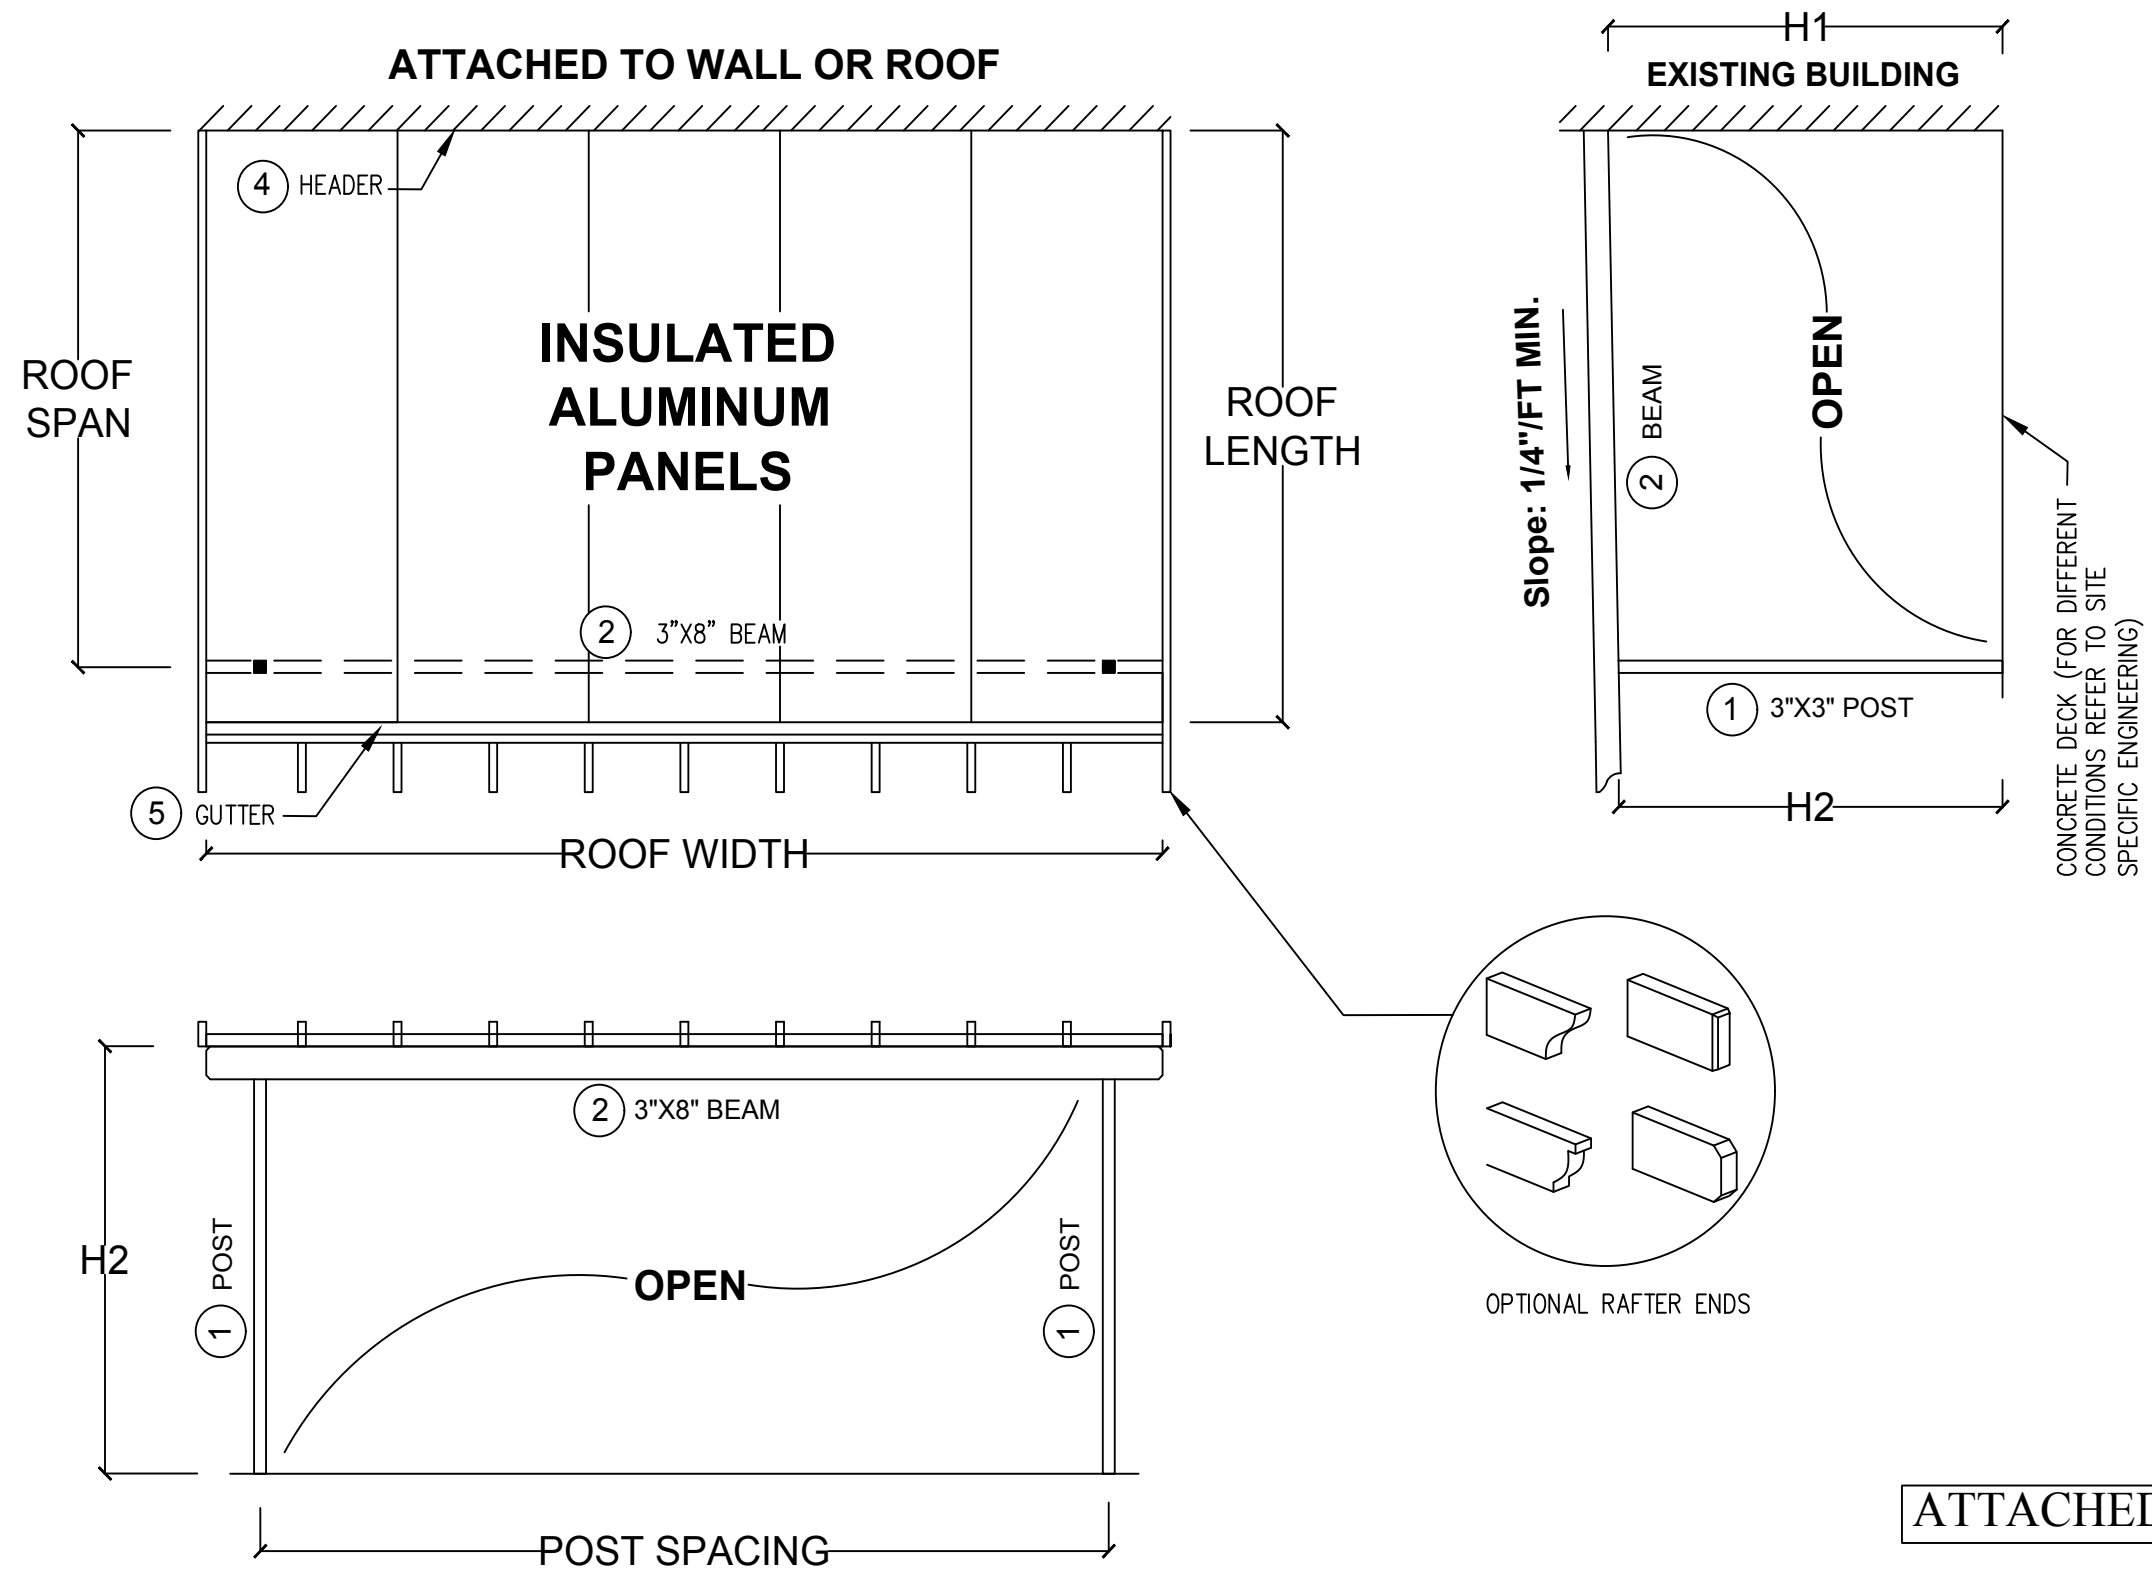 ATTACHED TO WALL OR ROOF
4 HEADER
ROOF
SPAN
INSULATED
ALUMINUM
PANELS
ROOF
LENGTH
2 3”X8” BEAM
5 GUTTER
ROOF WIDTH
H1
EXISTING BUILDING
Slope: 1/4"/FT MIN.
2 BEAM
OPEN
1 3"X3" POST
H2
CONCRETE DECK (FOR DIFFERENT
CONDITIONS REFER TO SITE
SPECIFIC ENGINEERING)
2 3"X8" BEAM
H2
1 POST
OPEN
1 POST
POST SPACING
OPTIONAL RAFTER ENDS
ATTACHED